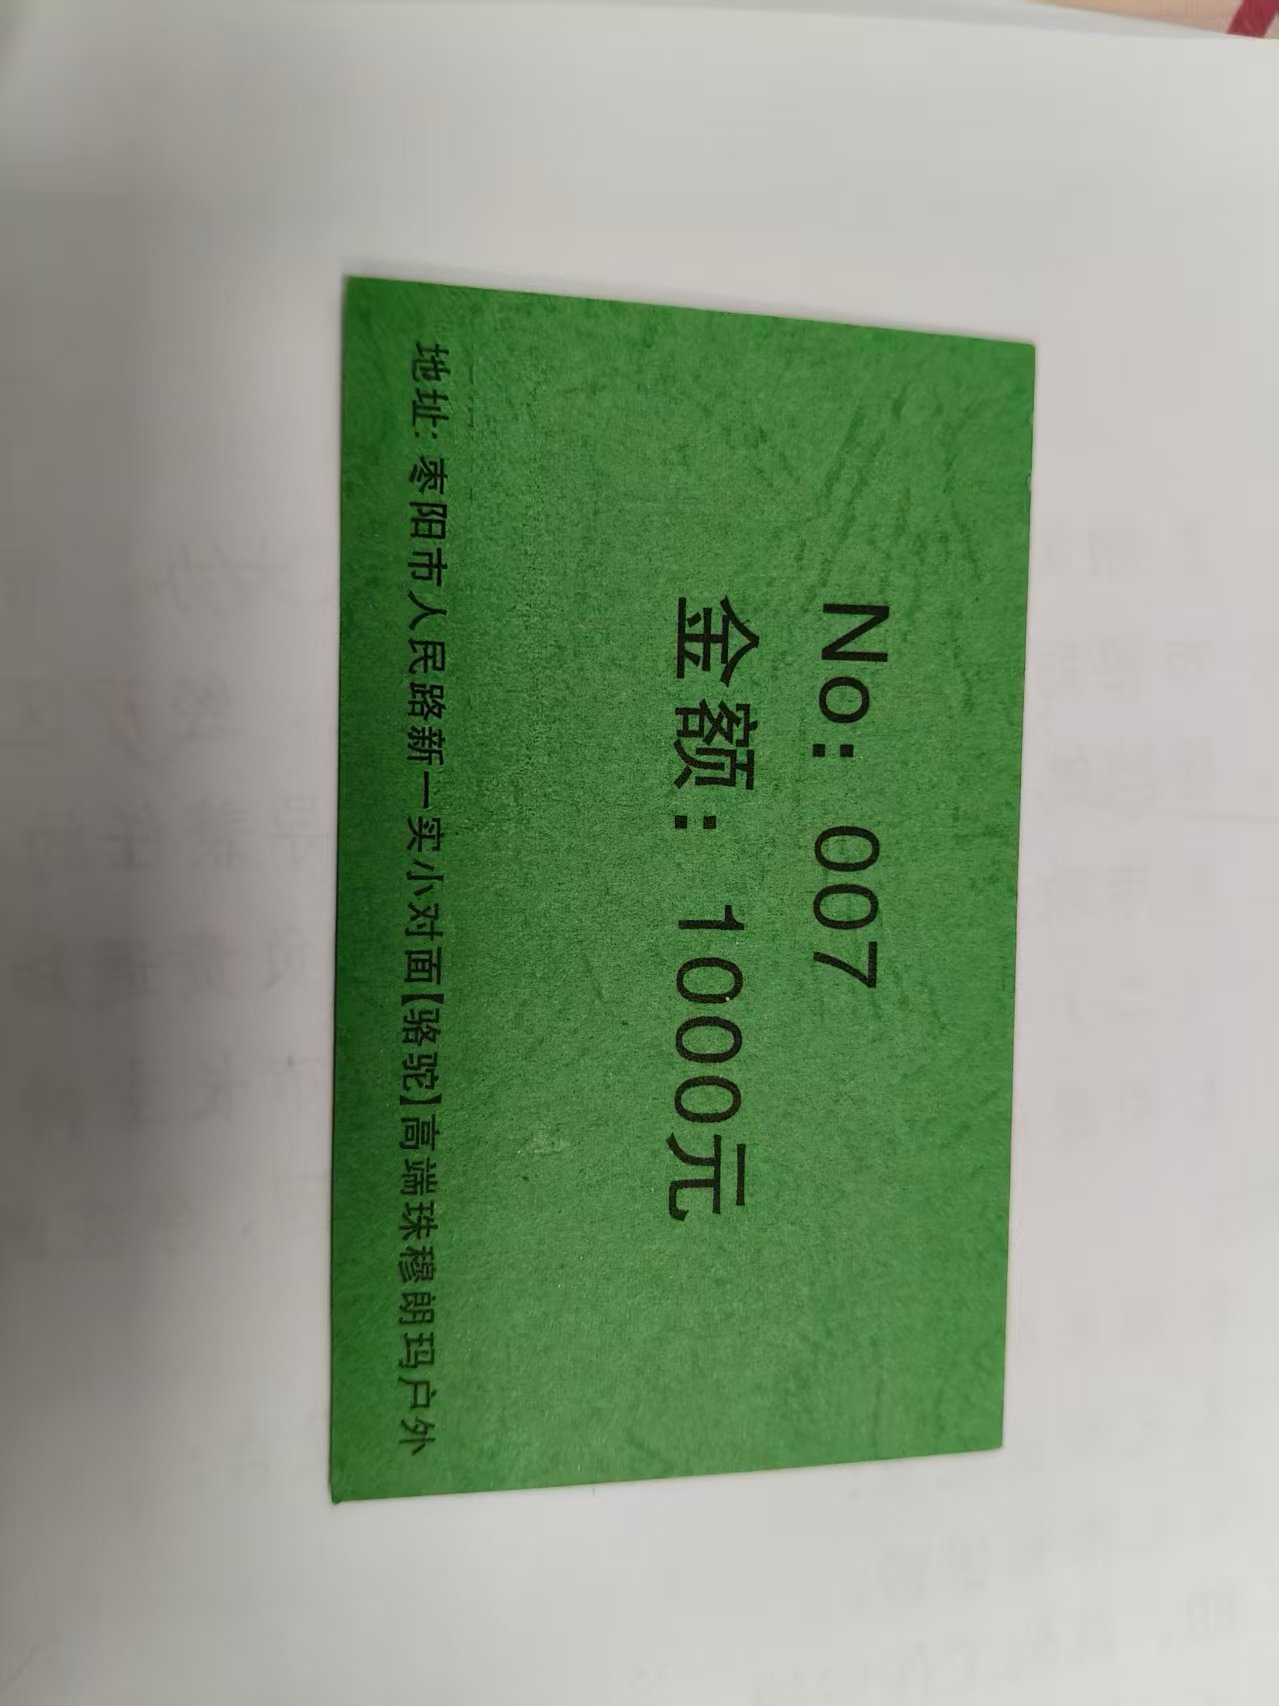 No: 007
金额: 1000元
地址: 枣阳市人民路新一实小对面【骆驼】高端珠穆朗玛户外